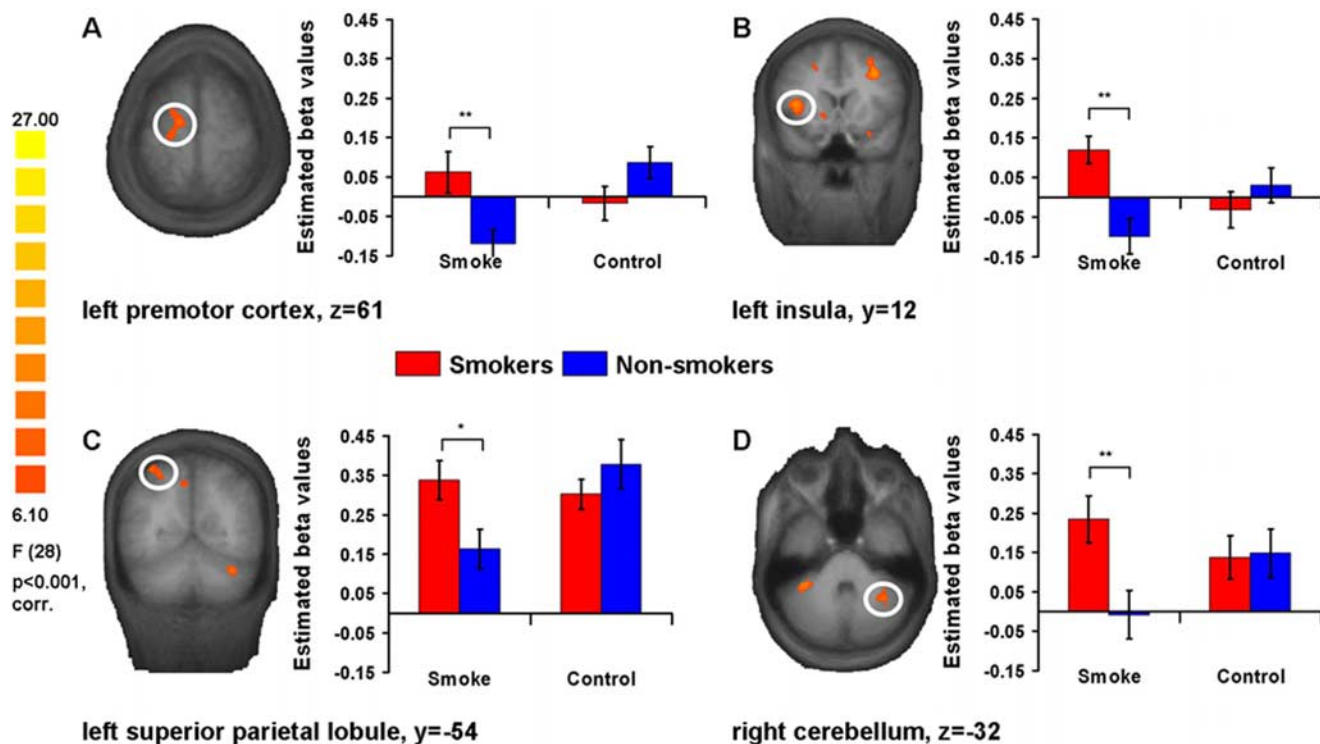 A
Estimated beta values
0.45
0.35
0.25
0.15
0.05
-0.05
-0.15
**
Smoke
Control
left premotor cortex, z=61
B
Estimated beta values
0.45
0.35
0.25
0.15
0.05
-0.05
-0.15
**
Smoke
Control
left insula, y=12
27.00
6.10
F (28)
p<0.001,
corr.
Smokers
Non-smokers
C
Estimated beta values
0.45
0.35
0.25
0.15
0.05
-0.05
-0.15
*
Smoke
Control
left superior parietal lobule, y=-54
D
Estimated beta values
0.45
0.35
0.25
0.15
0.05
-0.05
-0.15
**
Smoke
Control
right cerebellum, z=-32